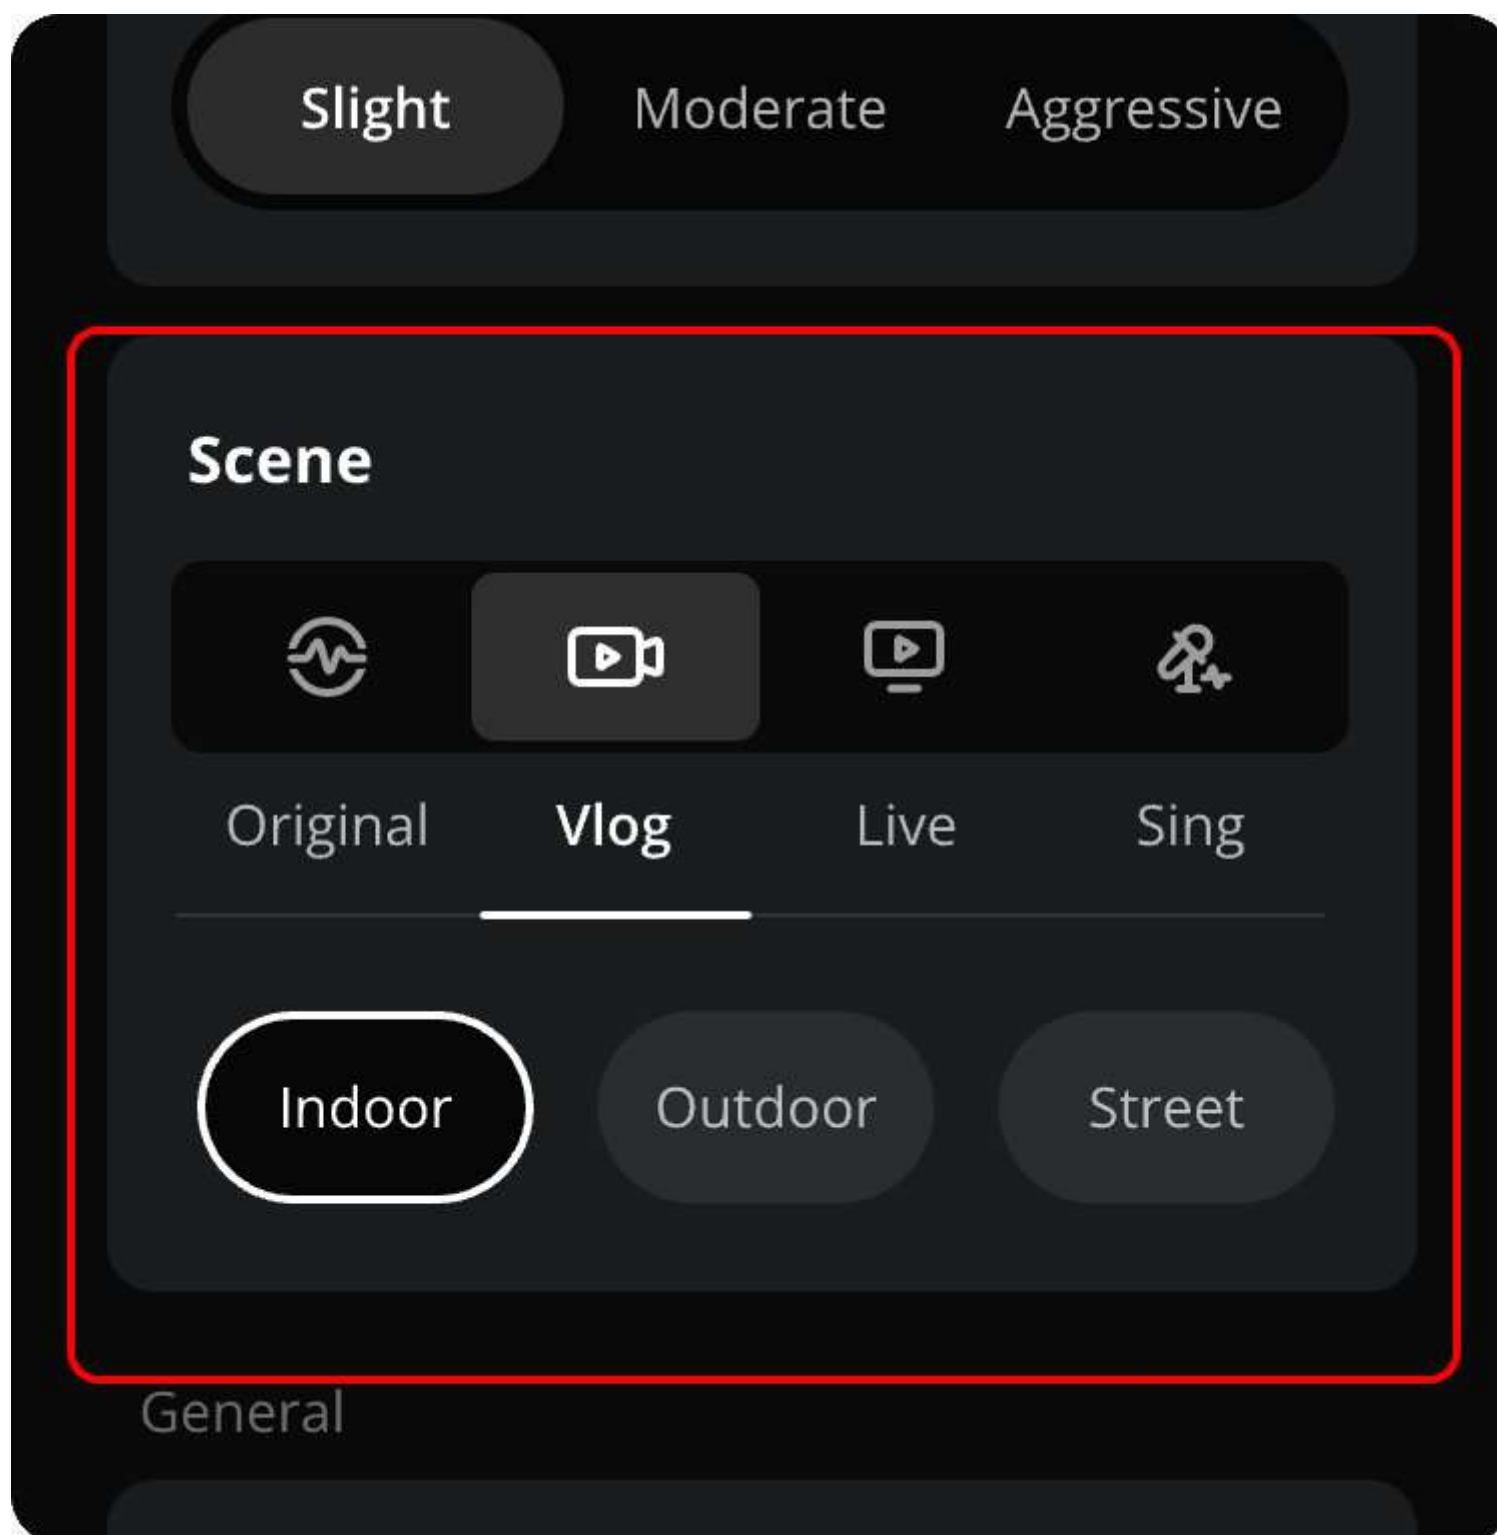 Slight Moderate Aggressive
Scene
Original Vlog Live Sing
Indoor Outdoor Street
General